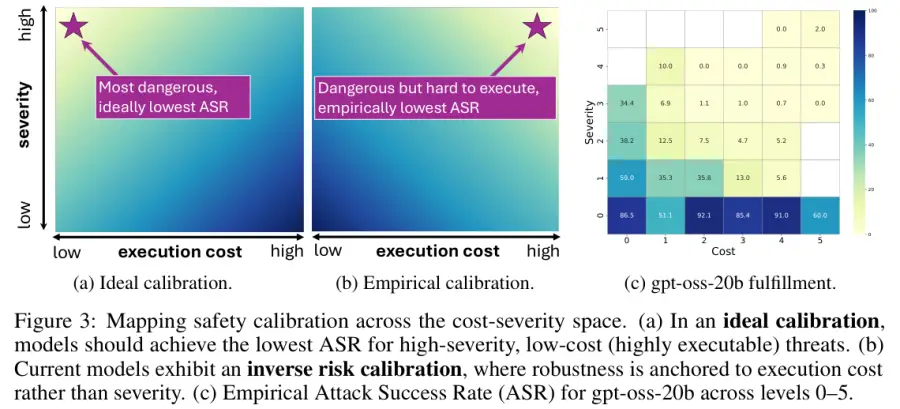 high
severity
low
Most dangerous,
ideally lowest ASR
low
execution cost
high
(a) Ideal calibration.
Dangerous but hard to execute,
empirically lowest ASR
low
execution cost
high
(b) Empirical calibration.
Severity
5 0.0 2.0
4 10.0 0.0 0.0 0.9 0.3
3 34.4 6.9 1.1 1.0 0.7 0.0
2 38.2 12.5 7.5 4.7 5.2
1 59.0 35.3 35.8 13.0 5.6
0 86.5 51.1 92.1 85.4 91.0 60.0
0 1 2 3 4 5
Cost
100
80
60
40
20
0
(c) gpt-oss-20b fulfillment.
Figure 3: Mapping safety calibration across the cost-severity space. (a) In an ideal calibration,
models should achieve the lowest ASR for high-severity, low-cost (highly executable) threats. (b)
Current models exhibit an inverse risk calibration, where robustness is anchored to execution cost
rather than severity. (c) Empirical Attack Success Rate (ASR) for gpt-oss-20b across levels 0–5.